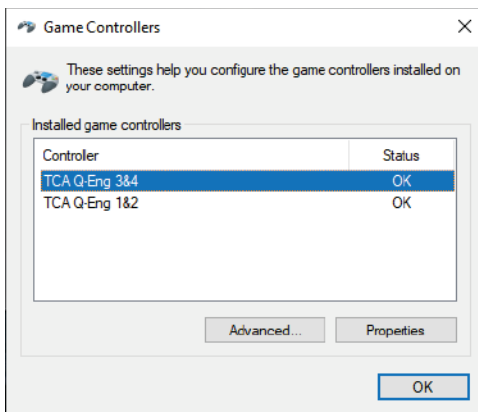 Game Controllers
These settings help you configure the game controllers installed on
your computer.
Installed game controllers
Controller Status
TCA Q-Eng 3&4 OK
TCA Q-Eng 1&2 OK
Advanced... Properties
OK